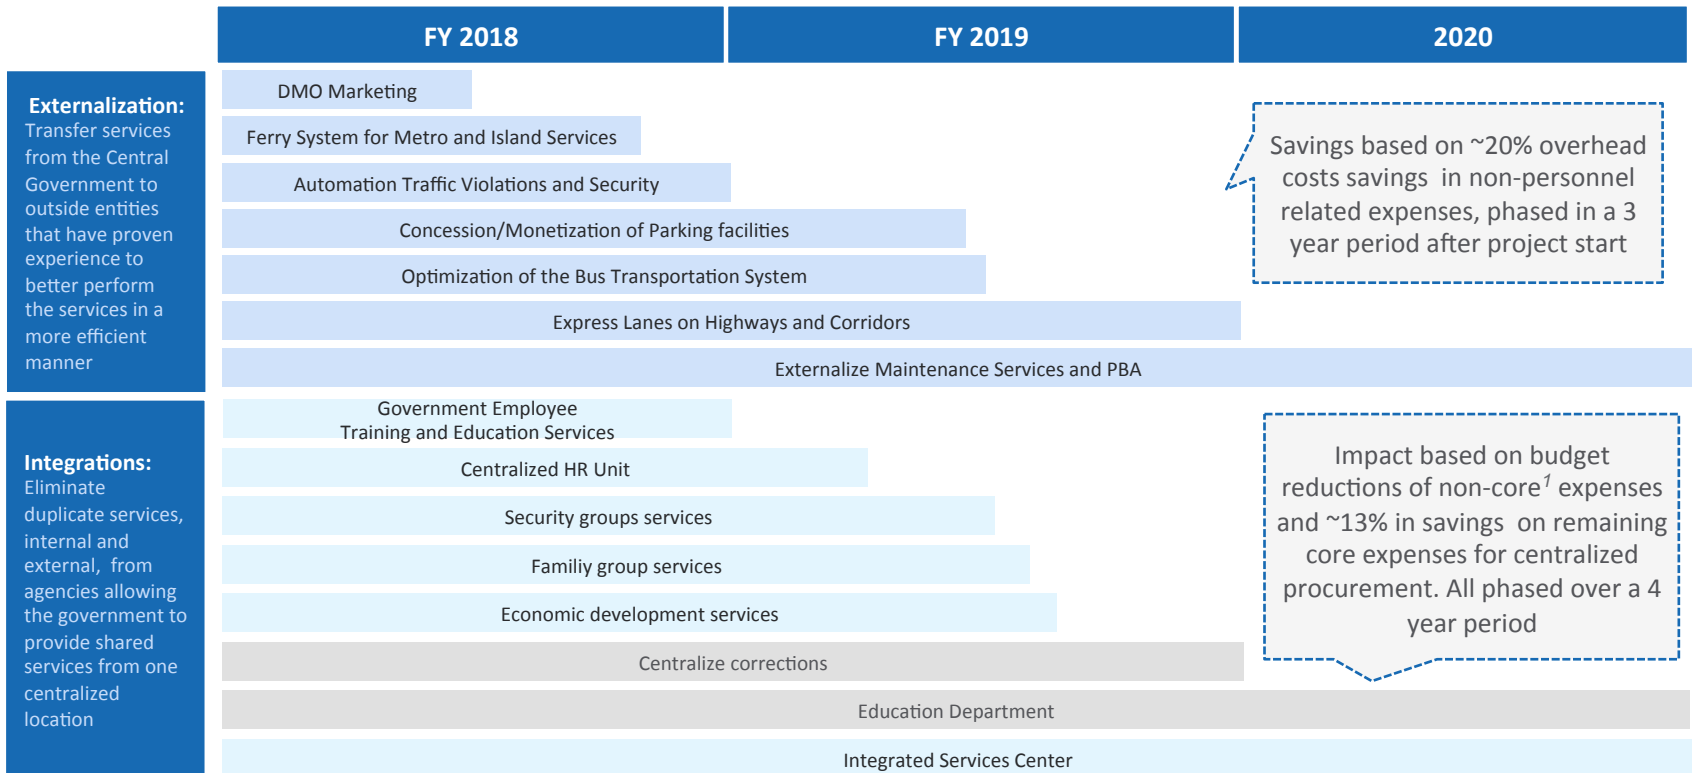 FY 2018
FY 2019
2020
Externalization:
Transfer services
from the Central
Government to
outside entities
that have proven
experience to
better perform
the services in a
more efficient
manner
DMO Marketing
Ferry System for Metro and Island Services
Automation Traffic Violations and Security
Concession/Monetization of Parking facilities
Optimization of the Bus Transportation System
Express Lanes on Highways and Corridors
Externalize Maintenance Services and PBA
Savings based on ~20% overhead
costs savings in non-personnel
related expenses, phased in a 3
year period after project start
Integrations:
Eliminate
duplicate services,
internal and
external, from
agencies allowing
the government to
provide shared
services from one
centralized
location
Government Employee
Training and Education Services
Centralized HR Unit
Security groups services
Familiy group services
Economic development services
Centralize corrections
Education Department
Integrated Services Center
Impact based on budget
reductions of non-core¹ expenses
and ~13% in savings on remaining
core expenses for centralized
procurement. All phased over a 4
year period